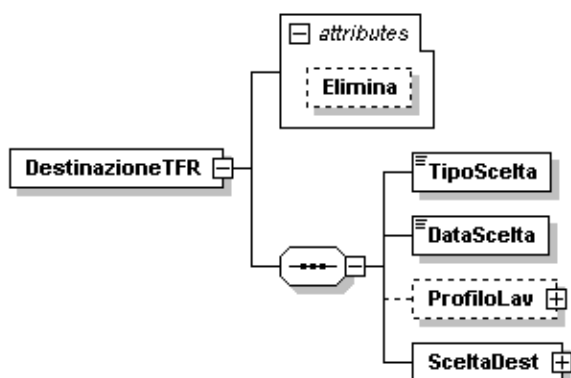 attributes
Elimina
DestinazioneTFR
TipoScelta
DataScelta
ProfiloLav
SceltaDest